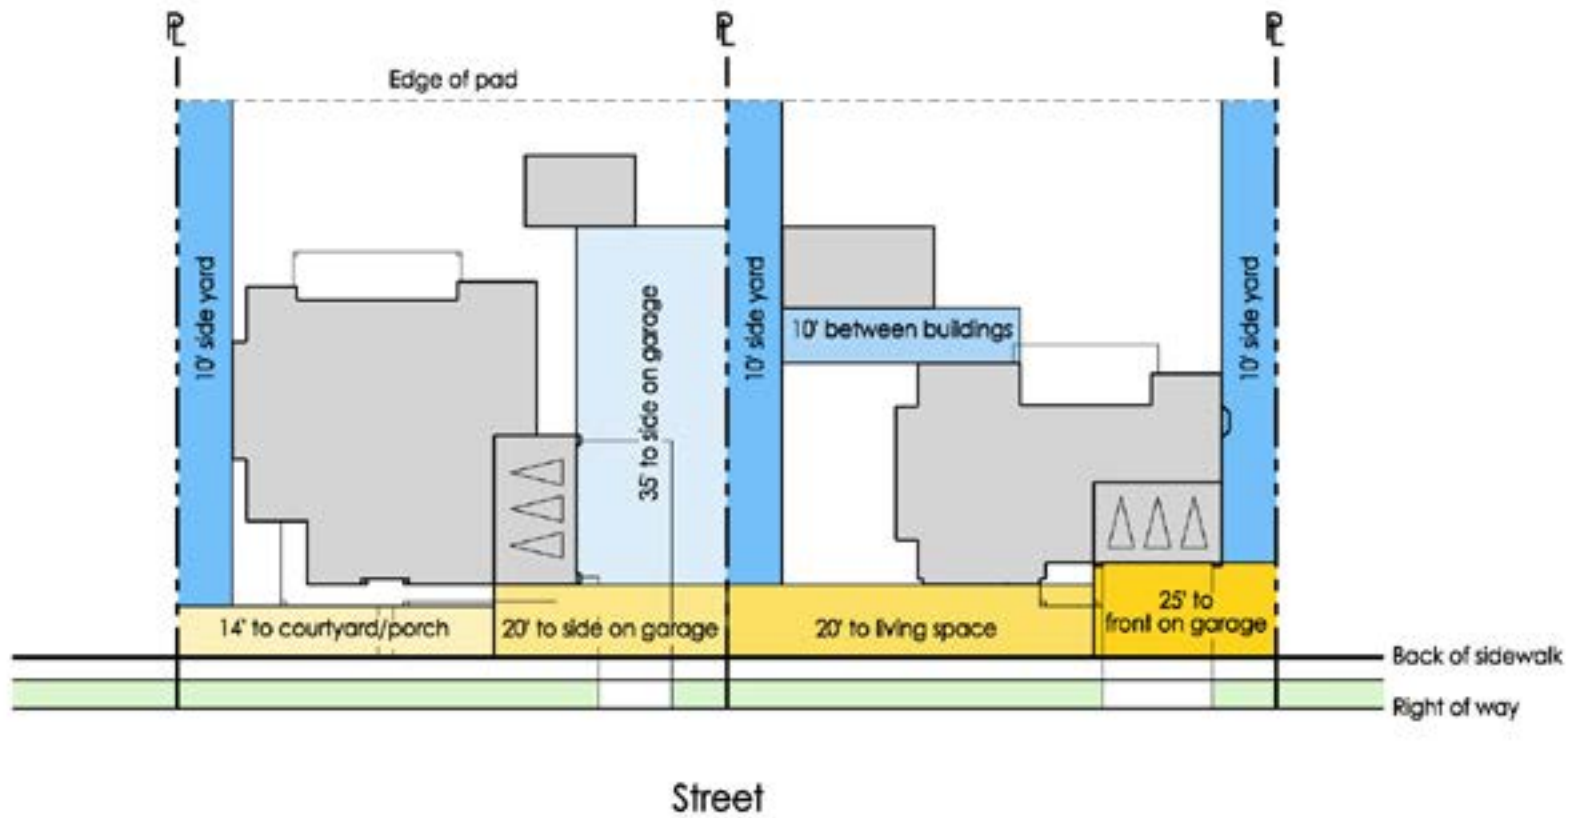 PL
PL
PL
Edge of pad
10' side yard
35' to side on garage
10' side yard
10' between buildings
10' side yard
14' to courtyard/porch
20' to side on garage
20' to living space
25' to
front on garage
Back of sidewalk
Right of way
Street